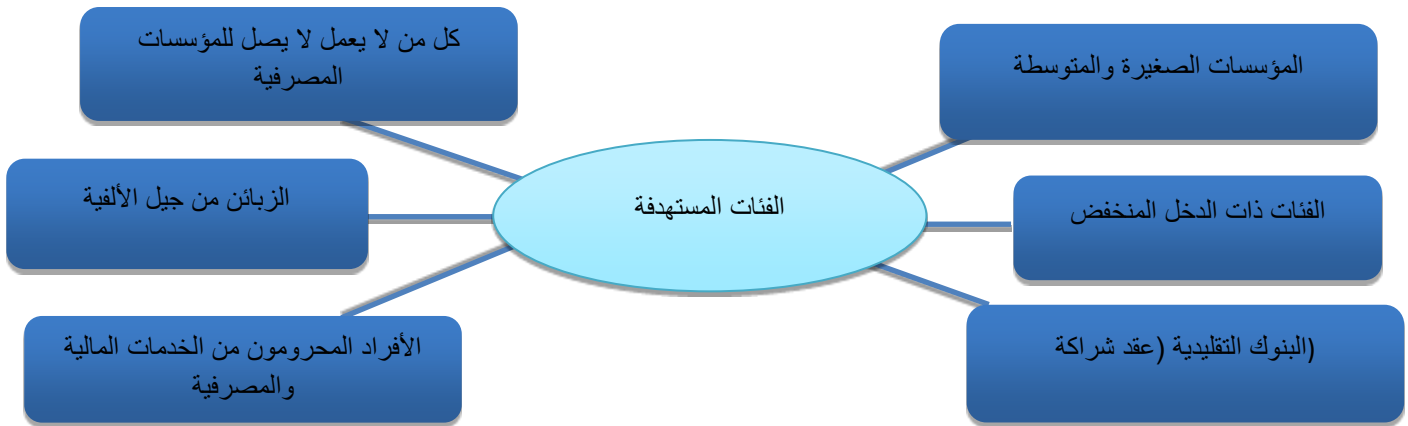 المؤسسات الصغيرة والمتوسطة
كل من لا يعمل لا يصل للمؤسسات
المصرفية
الفئات المستهدفة
الفئات ذات الدخل المنخفض
الزبائن من جيل الألفية
البنوك التقليدية (عقد شراكة)
الأفراد المحرومون من الخدمات المالية
والمصرفية